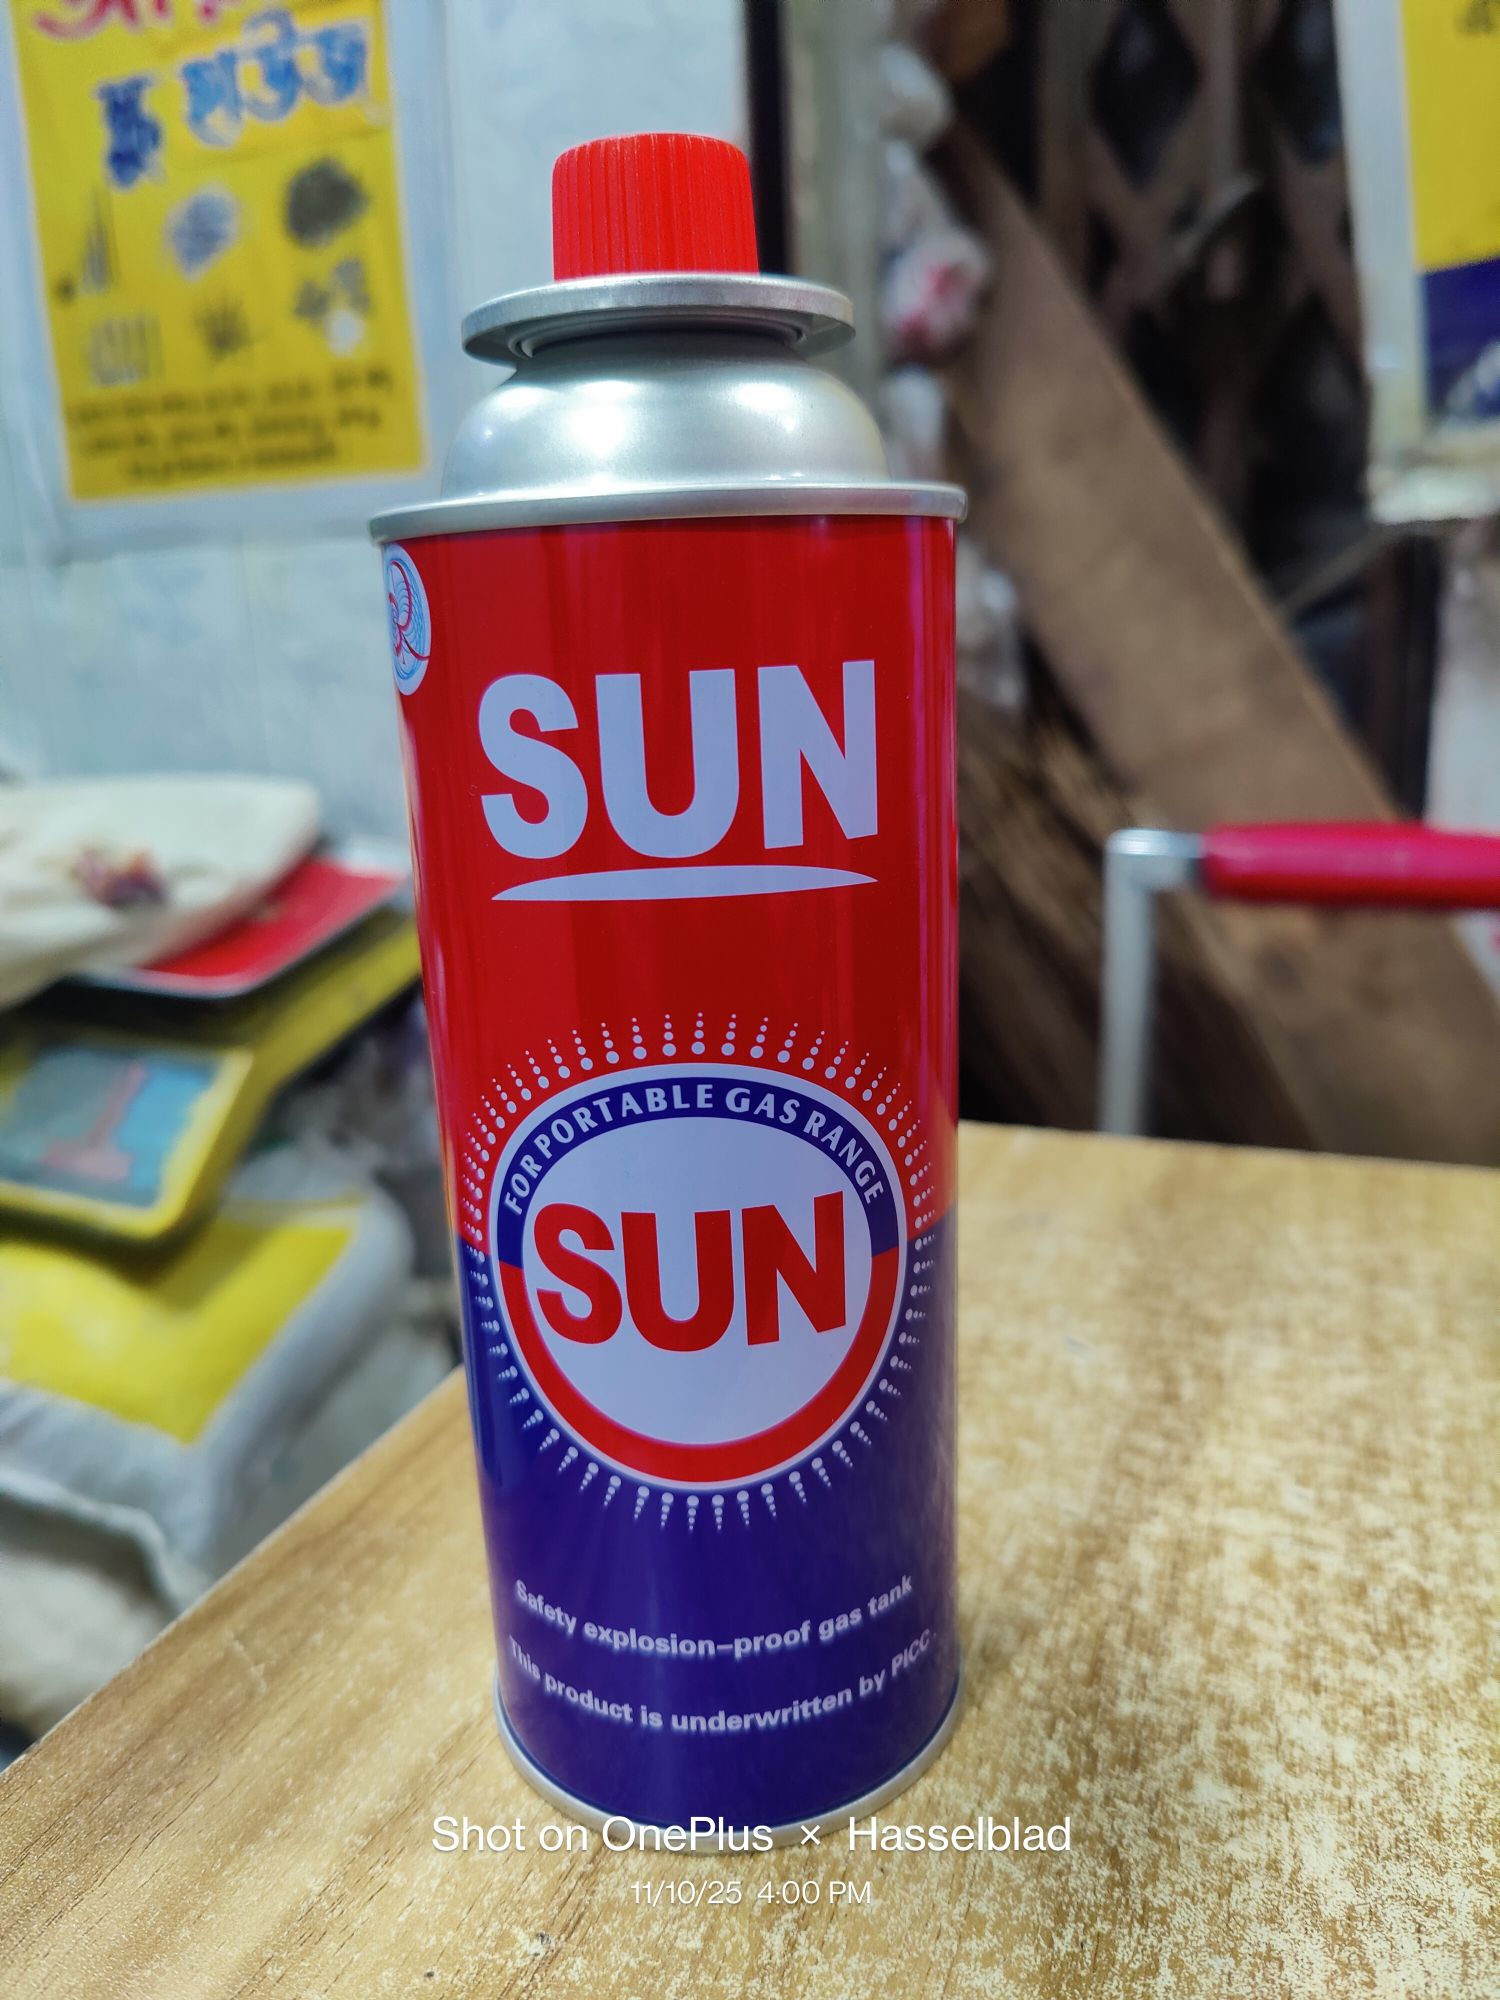 হাউজ
SUN
FOR PORTABLE GAS RANGE
SUN
Safety explosion-proof gas tank
This product is underwritten by PICC
Shot on OnePlus × Hasselblad
11/10/25 4:00 PM